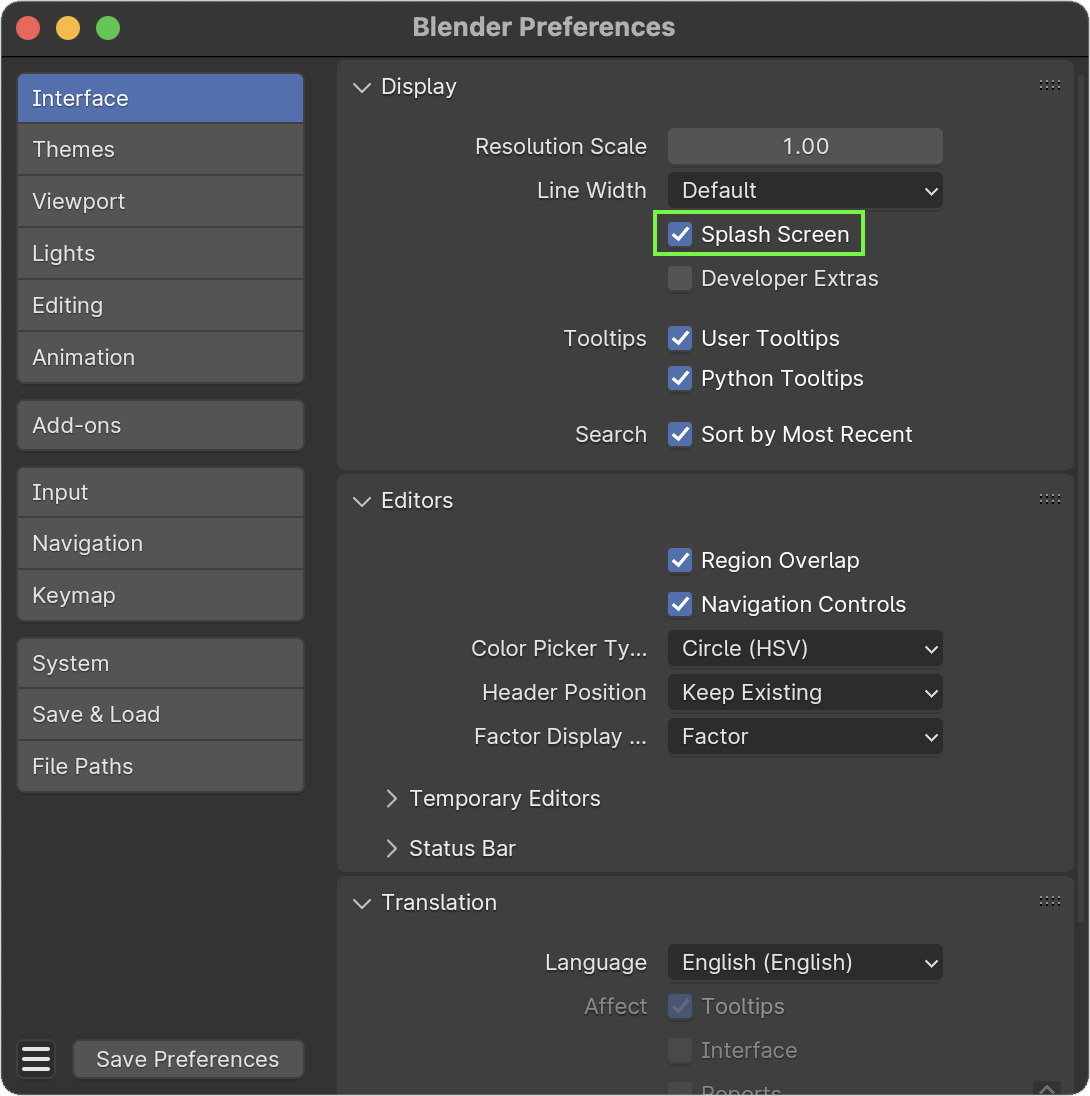 Blender Preferences
Interface
Themes
Viewport
Lights
Editing
Animation
Add-ons
Input
Navigation
Keymap
System
Save & Load
File Paths
Save Preferences
Display
Resolution Scale 1.00
Line Width Default
Splash Screen
Developer Extras
Tooltips User Tooltips
Python Tooltips
Search Sort by Most Recent
Editors
Region Overlap
Navigation Controls
Color Picker Ty... Circle (HSV)
Header Position Keep Existing
Factor Display ... Factor
Temporary Editors
Status Bar
Translation
Language English (English)
Affect Tooltips
Interface
Reports